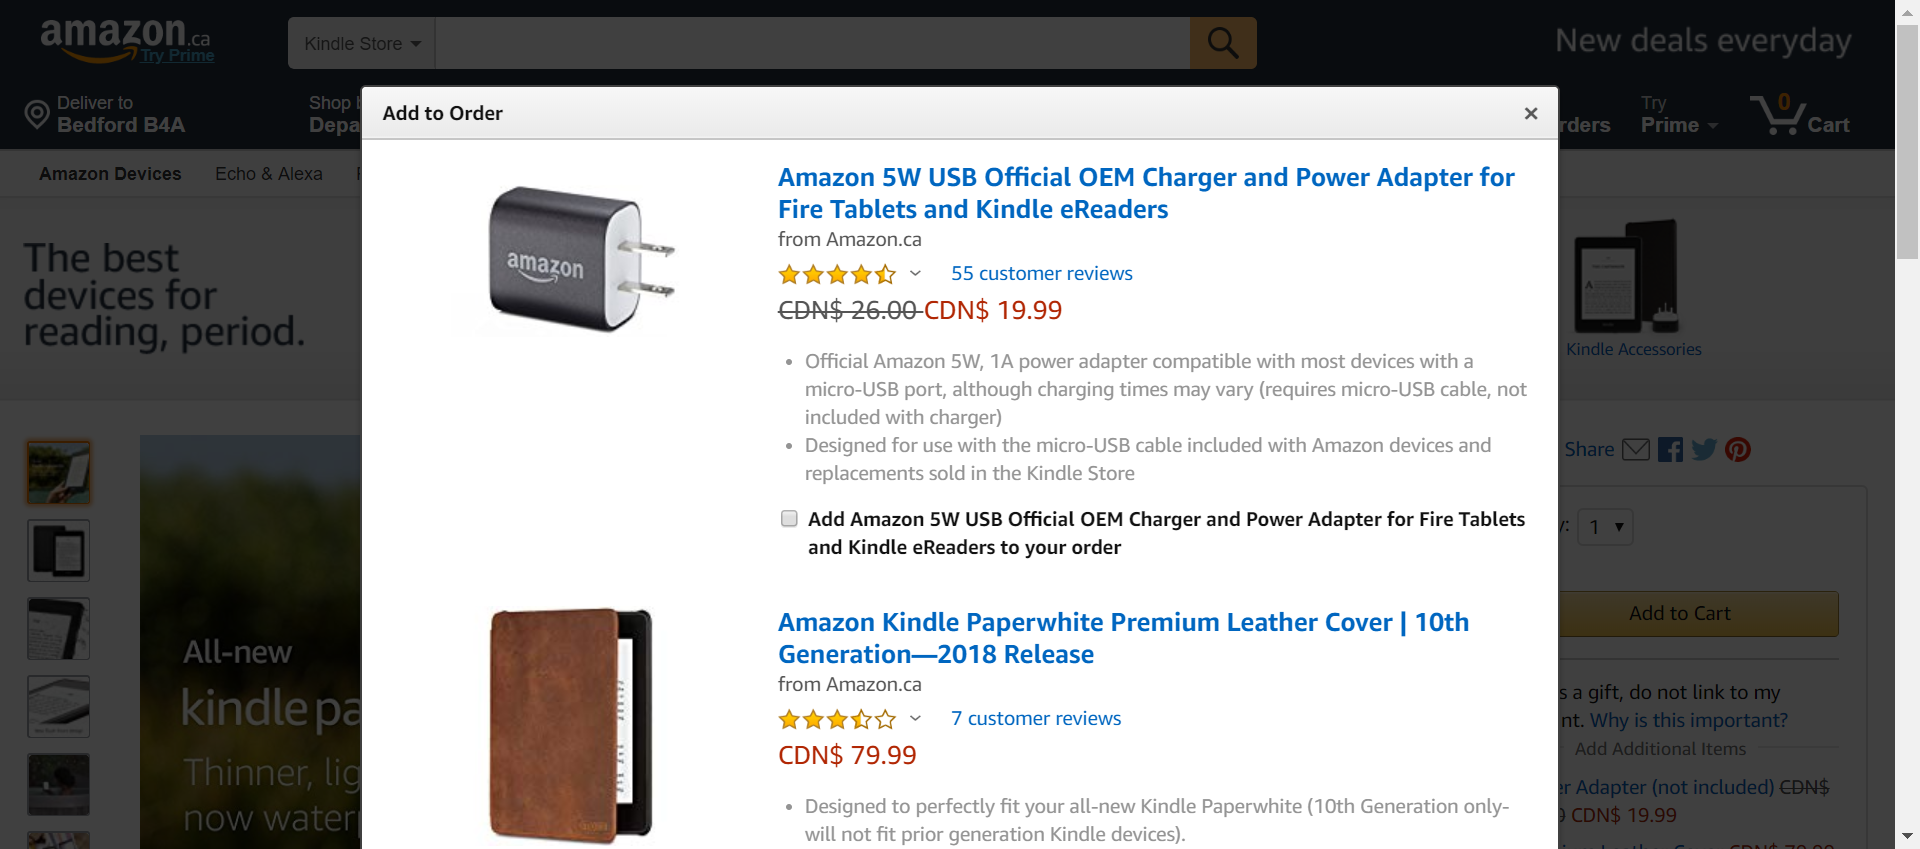 amazon.ca
Try Prime
Kindle Store
New deals everyday
Deliver to
Bedford B4A
Shop
Depa
rders
Try
Prime
0
Cart
Amazon Devices
Echo & Alexa
The best
devices for
reading, period.
Kindle Accessories
Add to Order
×
amazon
Amazon 5W USB Official OEM Charger and Power Adapter for
Fire Tablets and Kindle eReaders
from Amazon.ca
55 customer reviews
CDN$ 26.00 CDN$ 19.99
• Official Amazon 5W, 1A power adapter compatible with most devices with a
micro-USB port, although charging times may vary (requires micro-USB cable, not
included with charger)
• Designed for use with the micro-USB cable included with Amazon devices and
replacements sold in the Kindle Store
Add Amazon 5W USB Official OEM Charger and Power Adapter for Fire Tablets
and Kindle eReaders to your order
Amazon Kindle Paperwhite Premium Leather Cover | 10th
Generation—2018 Release
from Amazon.ca
7 customer reviews
CDN$ 79.99
• Designed to perfectly fit your all-new Kindle Paperwhite (10th Generation only-
will not fit prior generation Kindle devices).
All-new
kindle pa
Thinner, lig
now water
Share
1
Add to Cart
s a gift, do not link to my
nt. Why is this important?
Add Additional Items
er Adapter (not included) CDN$
CDN$ 19.99